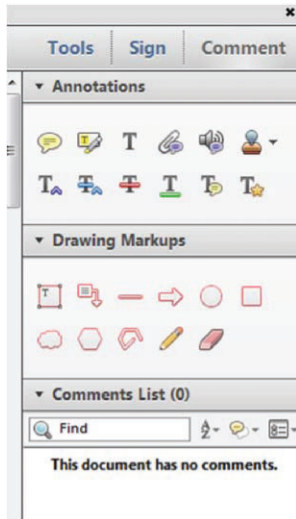 Tools Sign Comment
Annotations
Drawing Markups
Comments List (0)
Find
This document has no comments.